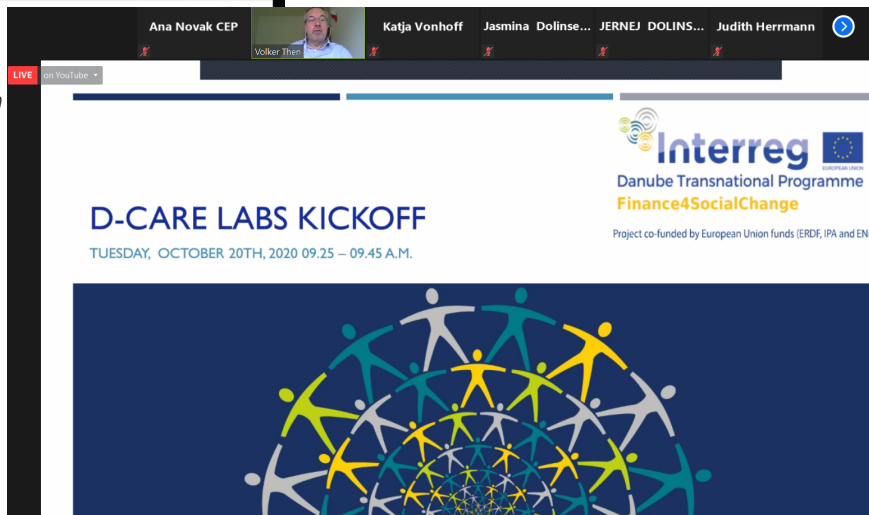 Ana Novak CEP
Volker Then
Katja Vonhoff
Jasmina Dolinse...
JERNEJ DOLINS...
Judith Herrmann
LIVE on YouTube
Interreg
EUROPEAN UNION
Danube Transnational Programme
Finance4SocialChange
Project co-funded by European Union funds (ERDF, IPA and ENI
D-CARE LABS KICKOFF
TUESDAY, OCTOBER 20TH, 2020 09.25 – 09.45 A.M.